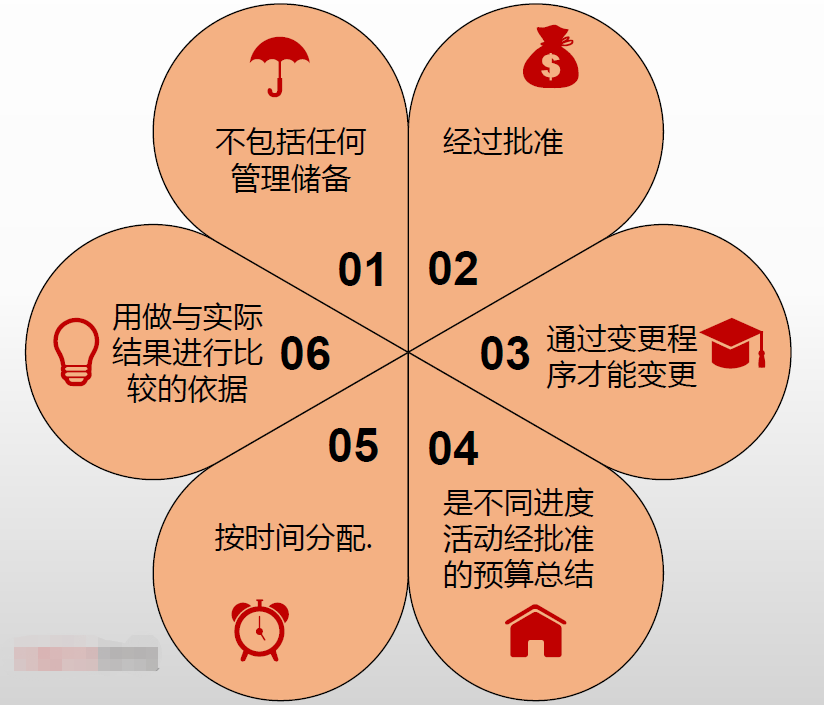 不包括任何
管理储备
01
经过批准
02
03
通过变更程
序才能变更
04
是不同进度
活动经批准
的预算总结
05
按时间分配.
06
用做与实际
结果进行比
较的依据